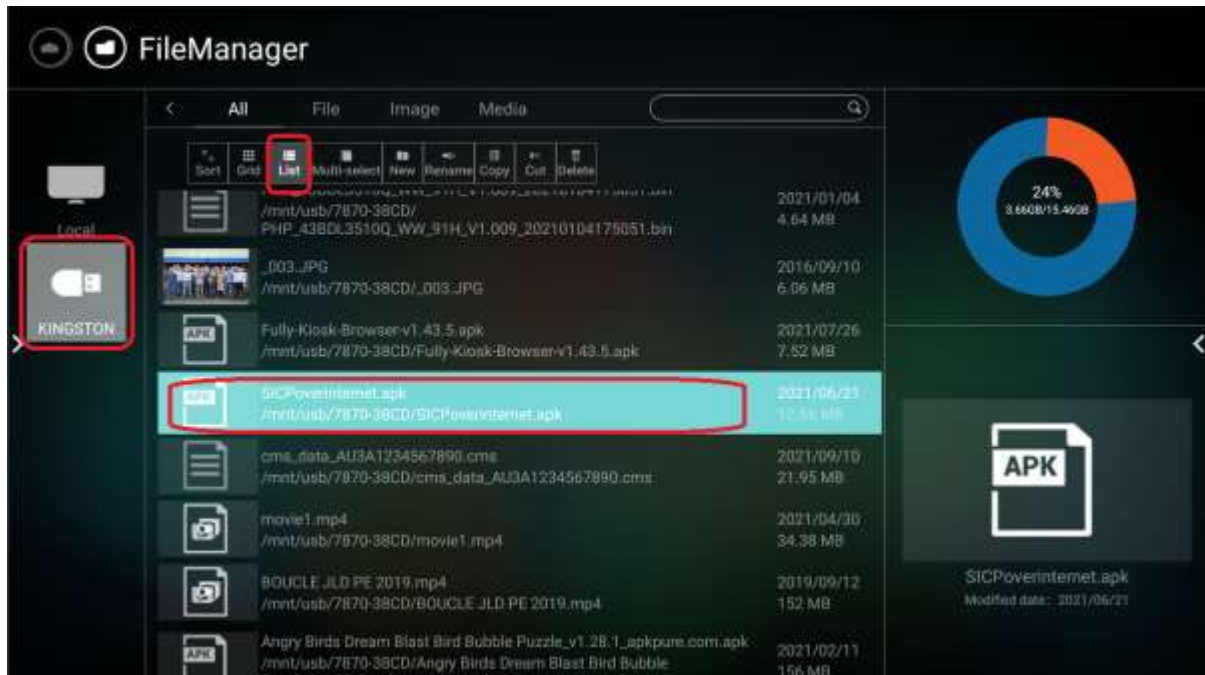 FileManager
All File Image Media
Sort Grid List Multi-select New Rename Copy Cut Delete
Local
KINGSTON
2021/01/04
/mnt/usb/7870-38CD/
4.64 MB
PHP_43BDL3510Q_WW_91H_V1.009_20210104175051.bin
_003.JPG
2016/09/10
/mnt/usb/7870-38CD/_003.JPG
6.06 MB
APK
Fully-Kiosk-Browser-v1.43.5.apk
2021/07/26
/mnt/usb/7870-38CD/Fully-Kiosk-Browser-v1.43.5.apk
7.52 MB
APK
SICPoverinternet.apk
2021/06/21
/mnt/usb/7870-38CD/SICPoverinternet.apk
cms_data_AU3A1234567890.cms
2021/09/10
/mnt/usb/7870-38CD/cms_data_AU3A1234567890.cms
21.95 MB
movie1.mp4
2021/04/30
/mnt/usb/7870-38CD/movie1.mp4
34.38 MB
BOUCLE JLD PE 2019.mp4
2019/09/12
/mnt/usb/7870-38CD/BOUCLE JLD PE 2019.mp4
152 MB
APK
Angry Birds Dream Blast Bird Bubble Puzzle_v1.28.1_apkpure.com.apk
2021/02/11
/mnt/usb/7870-38CD/Angry Birds Dream Blast Bird Bubble
156 MB
24%
3.66GB/15.46GB
APK
SICPoverinternet.apk
Modified date: 2021/06/21